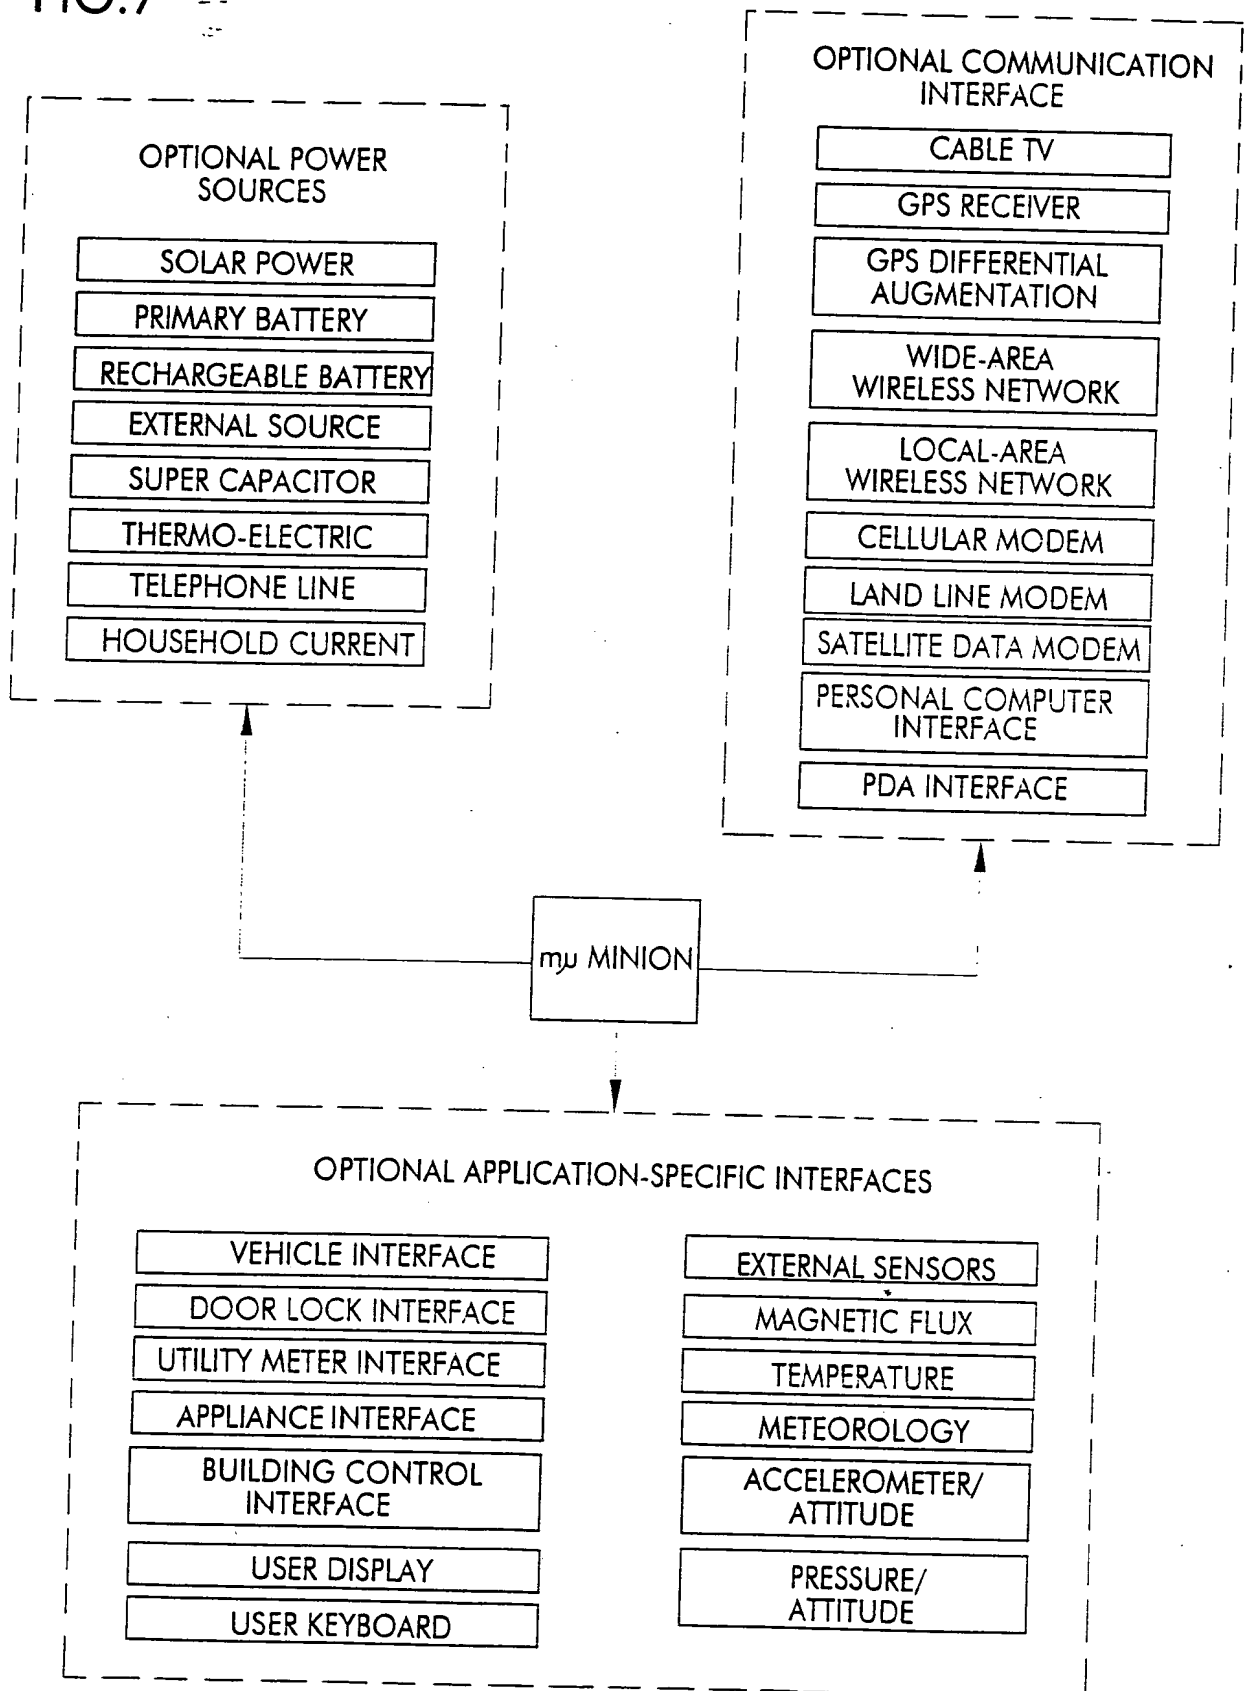 FIG.7
OPTIONAL POWER
SOURCES
SOLAR POWER
PRIMARY BATTERY
RECHARGEABLE BATTERY
EXTERNAL SOURCE
SUPER CAPACITOR
THERMO-ELECTRIC
TELEPHONE LINE
HOUSEHOLD CURRENT
OPTIONAL COMMUNICATION
INTERFACE
CABLE TV
GPS RECEIVER
GPS DIFFERENTIAL
AUGMENTATION
WIDE-AREA
WIRELESS NETWORK
LOCAL-AREA
WIRELESS NETWORK
CELLULAR MODEM
LAND LINE MODEM
SATELLITE DATA MODEM
PERSONAL COMPUTER
INTERFACE
PDA INTERFACE
mµ MINION
OPTIONAL APPLICATION-SPECIFIC INTERFACES
VEHICLE INTERFACE
DOOR LOCK INTERFACE
UTILITY METER INTERFACE
APPLIANCE INTERFACE
BUILDING CONTROL
INTERFACE
USER DISPLAY
USER KEYBOARD
EXTERNAL SENSORS
MAGNETIC FLUX
TEMPERATURE
METEOROLOGY
ACCELEROMETER/
ATTITUDE
PRESSURE/
ATTITUDE